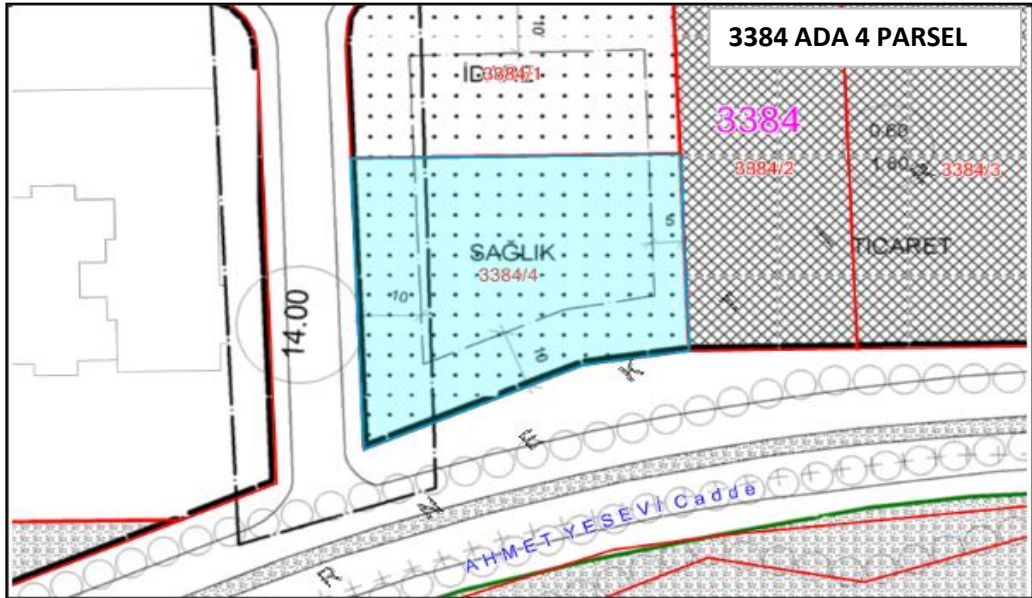 3384 ADA 4 PARSEL
10
3384/1
3384
0.60
3384/2
1.80
3384/3
5
SAĞLIK
TİCARET
3384/4
10
14.00
10
R
K
E
Z
K
T
AHMET YESEVİ Cadde